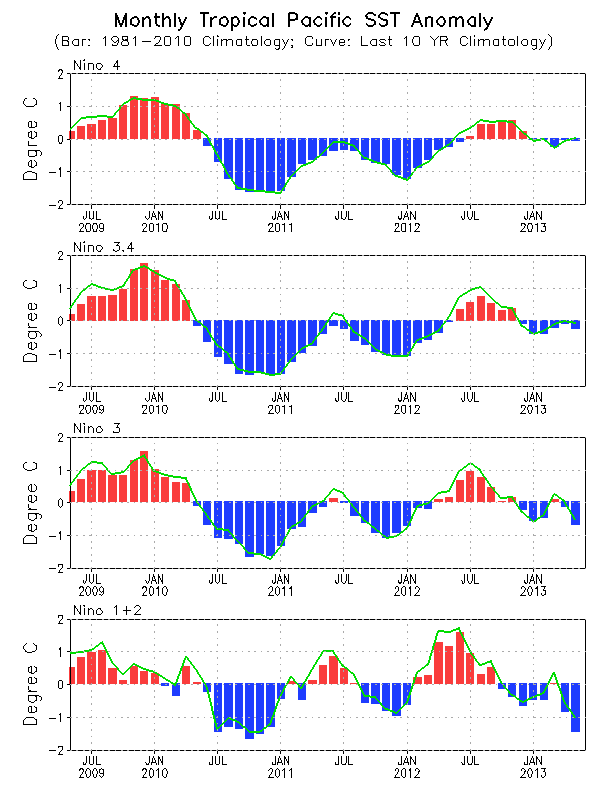 Monthly Tropical Pacific SST Anomaly
(Bar: 1981-2010 Climatology; Curve: Last 10 YR Climatology)
Nino 4
Degree C
2
1
0
-1
-2
JUL JAN JUL JAN JUL JAN JUL JAN
2009 2010 2011 2012 2013
Nino 3.4
Degree C
2
1
0
-1
-2
JUL JAN JUL JAN JUL JAN JUL JAN
2009 2010 2011 2012 2013
Nino 3
Degree C
2
1
0
-1
-2
JUL JAN JUL JAN JUL JAN JUL JAN
2009 2010 2011 2012 2013
Nino 1+2
Degree C
2
1
0
-1
-2
JUL JAN JUL JAN JUL JAN JUL JAN
2009 2010 2011 2012 2013